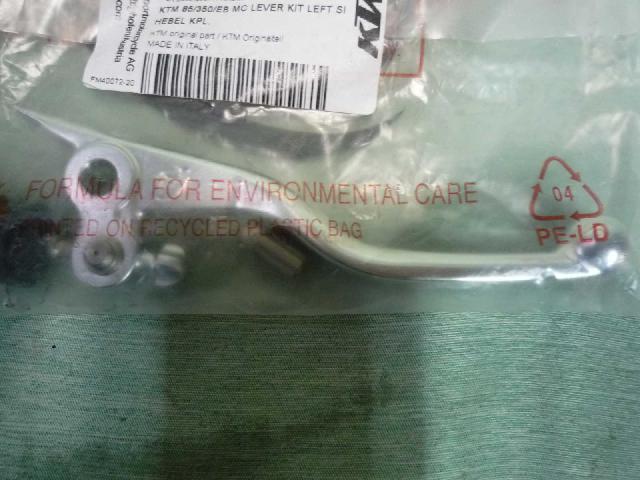 KTM 85/350/EB MC LEVER KIT LEFT SI
HEBEL KPL.
KTM original part / KTM Originalteil
MADE IN ITALY
KTM
FORMULA FOR ENVIRONMENTAL CARE
PRINTED ON RECYCLED PLASTIC BAG
04
PE-LD